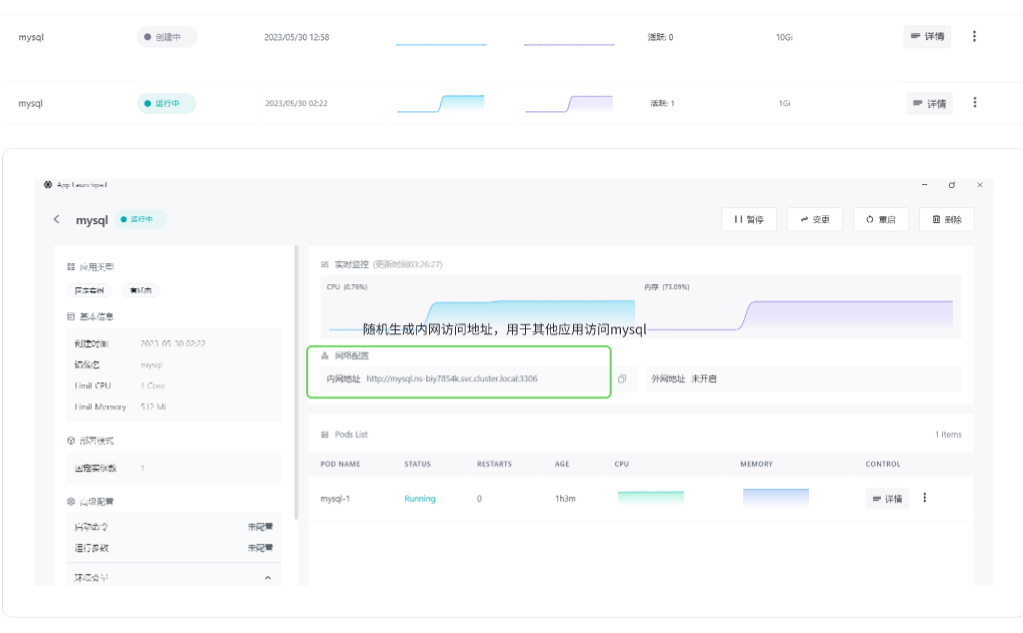 mysql 创建中 2023/05/30 12:58 活跃: 0 10Gi 详情
mysql 运行中 2023/05/30 02:22 活跃: 1 1Gi 详情
App Launchpad
mysql 运行中 暂停 变更 重启 删除
应用类型
实时监控 (更新时间03:26:27)
CPU (0.76%) 内存 (73.09%)
随机生成内网访问地址，用于其他应用访问mysql
基本信息
创建时间 2023-05-30 02:22
镜像名 mysql
Limit CPU 1 Core
Limit Memory 512 Mi
网络配置
内网地址 http://mysql.ns-biy7854k.svc.cluster.local:3306
外网地址 未开启
部署模式
固定实例数 1
高级配置
启动命令 未配置
运行参数 未配置
环境变量
Pods List 1 Items
POD NAME STATUS RESTARTS AGE CPU MEMORY CONTROL
mysql-1 Running 0 1h3m 详情